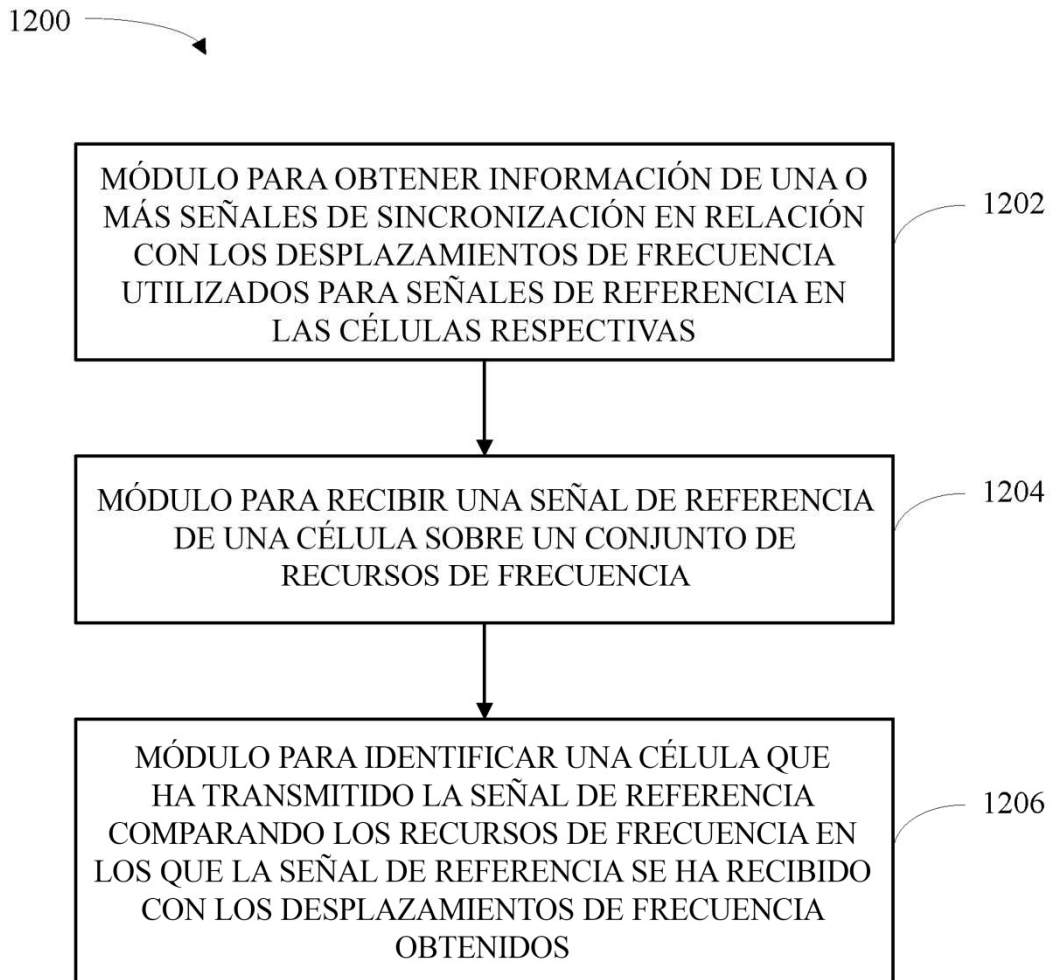 1200
MÓDULO PARA OBTENER INFORMACIÓN DE UNA O
MÁS SEÑALES DE SINCRONIZACIÓN EN RELACIÓN
CON LOS DESPLAZAMIENTOS DE FRECUENCIA
UTILIZADOS PARA SEÑALES DE REFERENCIA EN
LAS CÉLULAS RESPECTIVAS
1202
MÓDULO PARA RECIBIR UNA SEÑAL DE REFERENCIA
DE UNA CÉLULA SOBRE UN CONJUNTO DE
RECURSOS DE FRECUENCIA
1204
MÓDULO PARA IDENTIFICAR UNA CÉLULA QUE
HA TRANSMITIDO LA SEÑAL DE REFERENCIA
COMPARANDO LOS RECURSOS DE FRECUENCIA EN
LOS QUE LA SEÑAL DE REFERENCIA SE HA RECIBIDO
CON LOS DESPLAZAMIENTOS DE FRECUENCIA
OBTENIDOS
1206